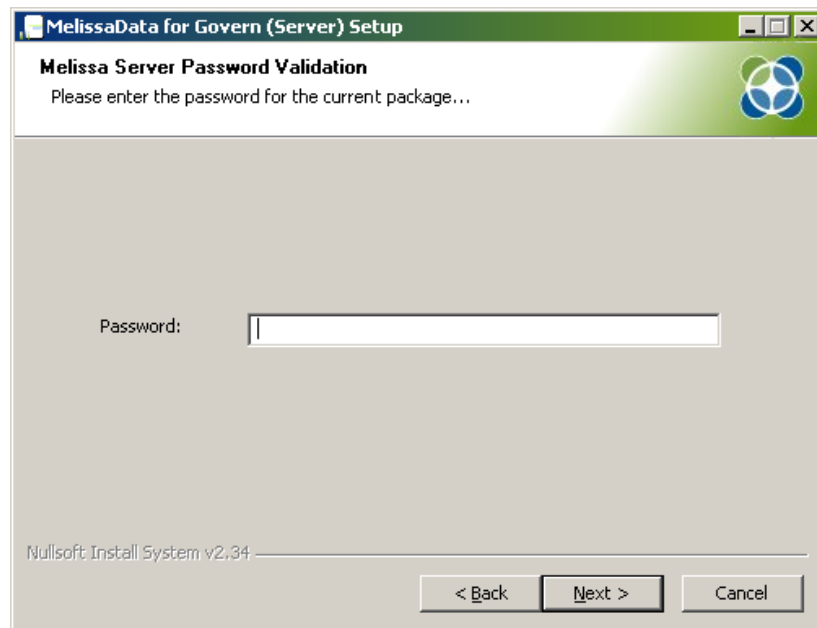 MelissaData for Govern (Server) Setup
Melissa Server Password Validation
Please enter the password for the current package...
Password:
Nullsoft Install System v2.34
< Back
Next >
Cancel